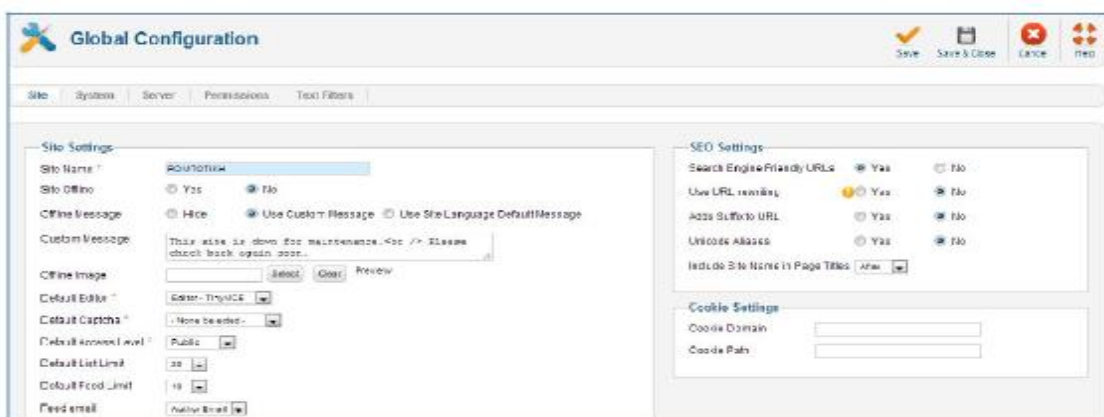 Global Configuration
Save Save & Close Cancel Help
Site System Server Permissions Text Filters
Site Settings
Site Name *
Site Offline Yes No
Offline Message Hide Use Custom Message Use Site Language Default Message
Custom Message This site is down for maintenance.<br /> Please
check back again soon.
Offline Image Select Clear Preview
Default Editor * Editor - TinyMCE
Default Captcha * - None Selected -
Default Access Level * Public
Default List Limit 20
Default Feed Limit 10
Feed email Author Email
SEO Settings
Search Engine Friendly URLs Yes No
Use URL rewriting Yes No
Adds Suffix to URL Yes No
Unicode Aliases Yes No
Include Site Name in Page Titles After
Cookie Settings
Cookie Domain
Cookie Path